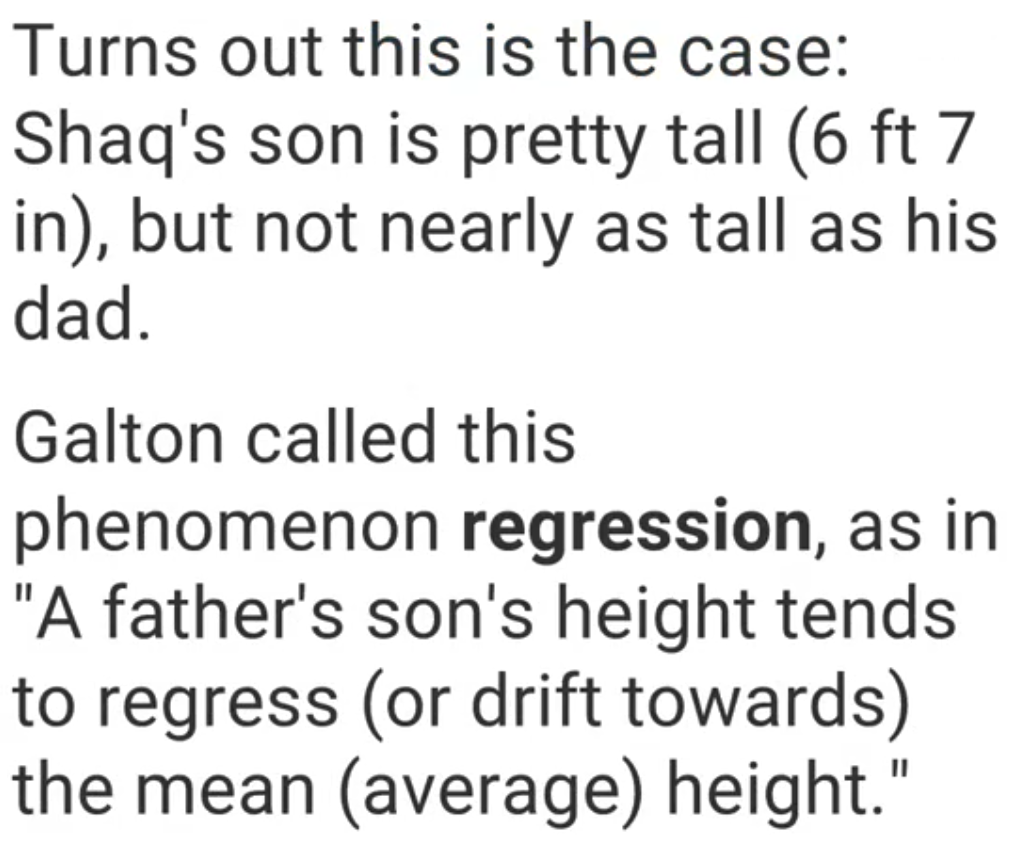 Turns out this is the case:
Shaq's son is pretty tall (6 ft 7
in), but not nearly as tall as his
dad.
Galton called this
phenomenon regression, as in
"A father's son's height tends
to regress (or drift towards)
the mean (average) height."